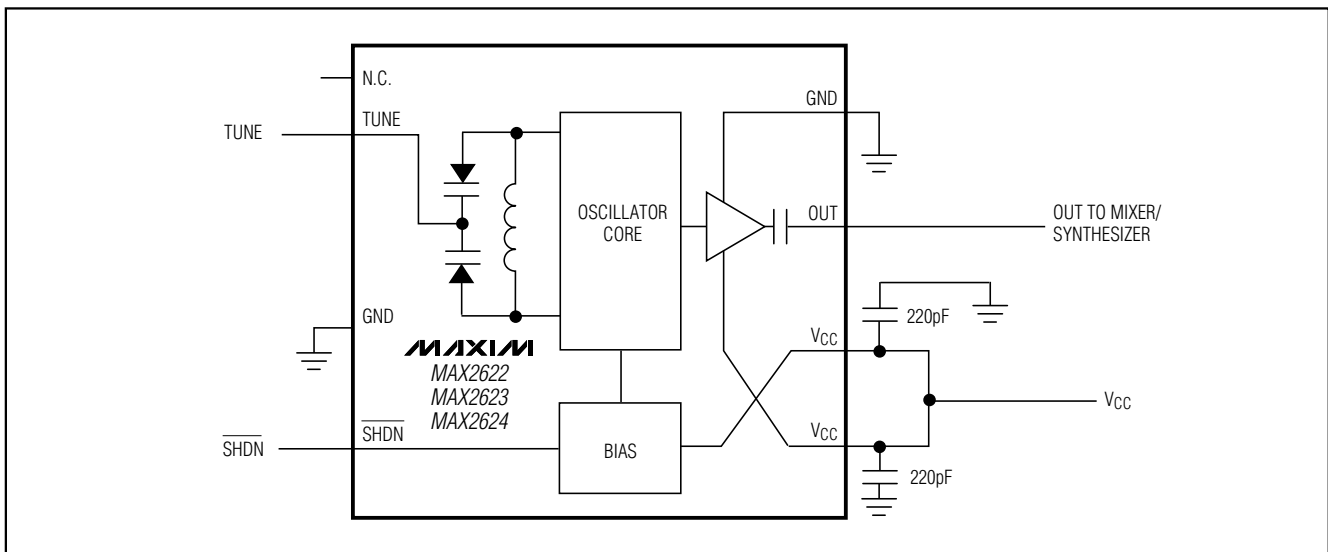 N.C.
TUNE
TUNE
GND
MAXIM
MAX2622
MAX2623
MAX2624
SHDN
SHDN
OSCILLATOR
CORE
BIAS
GND
OUT
OUT TO MIXER/
SYNTHESIZER
220pF
VCC
VCC
VCC
220pF